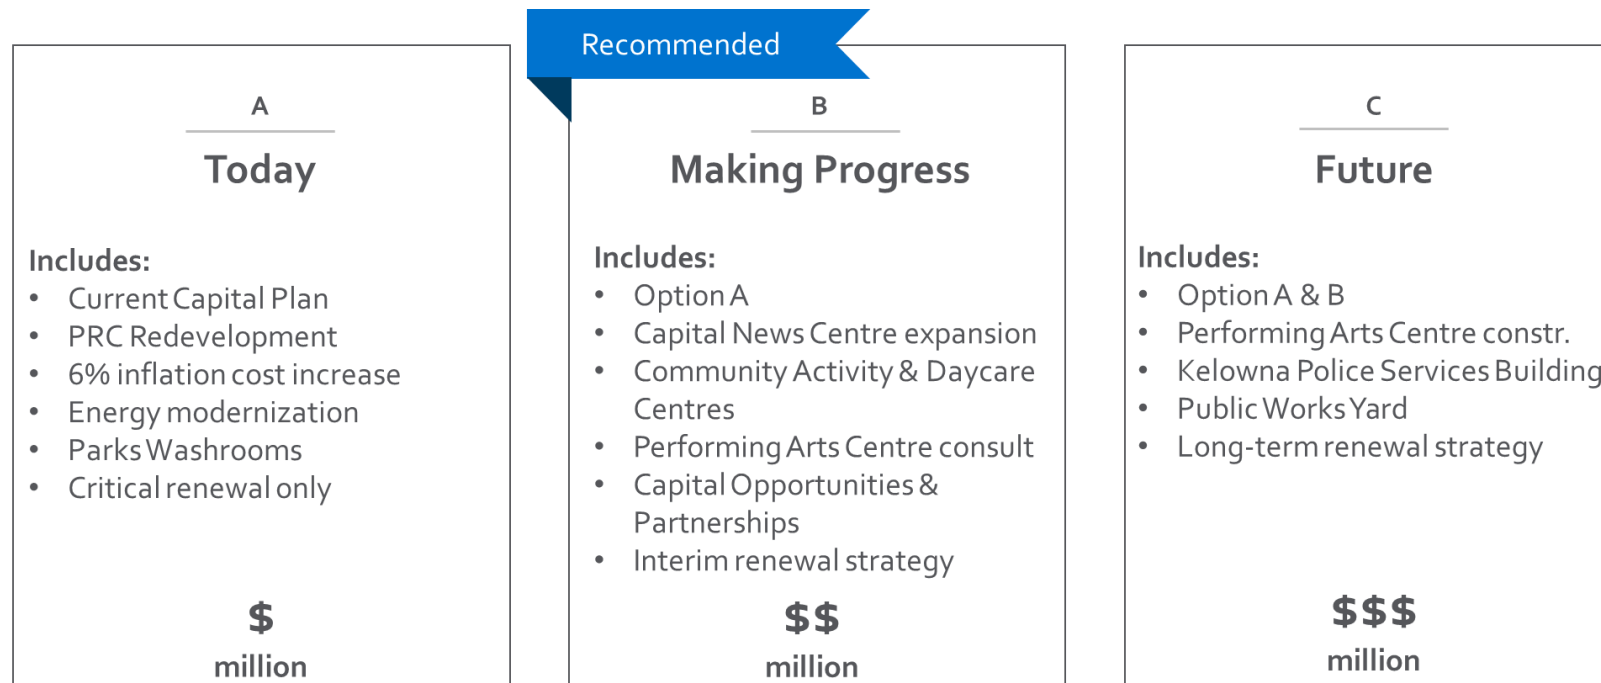 Recommended
A
Today
Includes:
• Current Capital Plan
• PRC Redevelopment
• 6% inflation cost increase
• Energy modernization
• Parks Washrooms
• Critical renewal only
$
million
B
Making Progress
Includes:
• Option A
• Capital News Centre expansion
• Community Activity & Daycare
Centres
• Performing Arts Centre consult
• Capital Opportunities &
Partnerships
• Interim renewal strategy
$$
million
C
Future
Includes:
• Option A & B
• Performing Arts Centre constr.
• Kelowna Police Services Building
• Public Works Yard
• Long-term renewal strategy
$$$
million